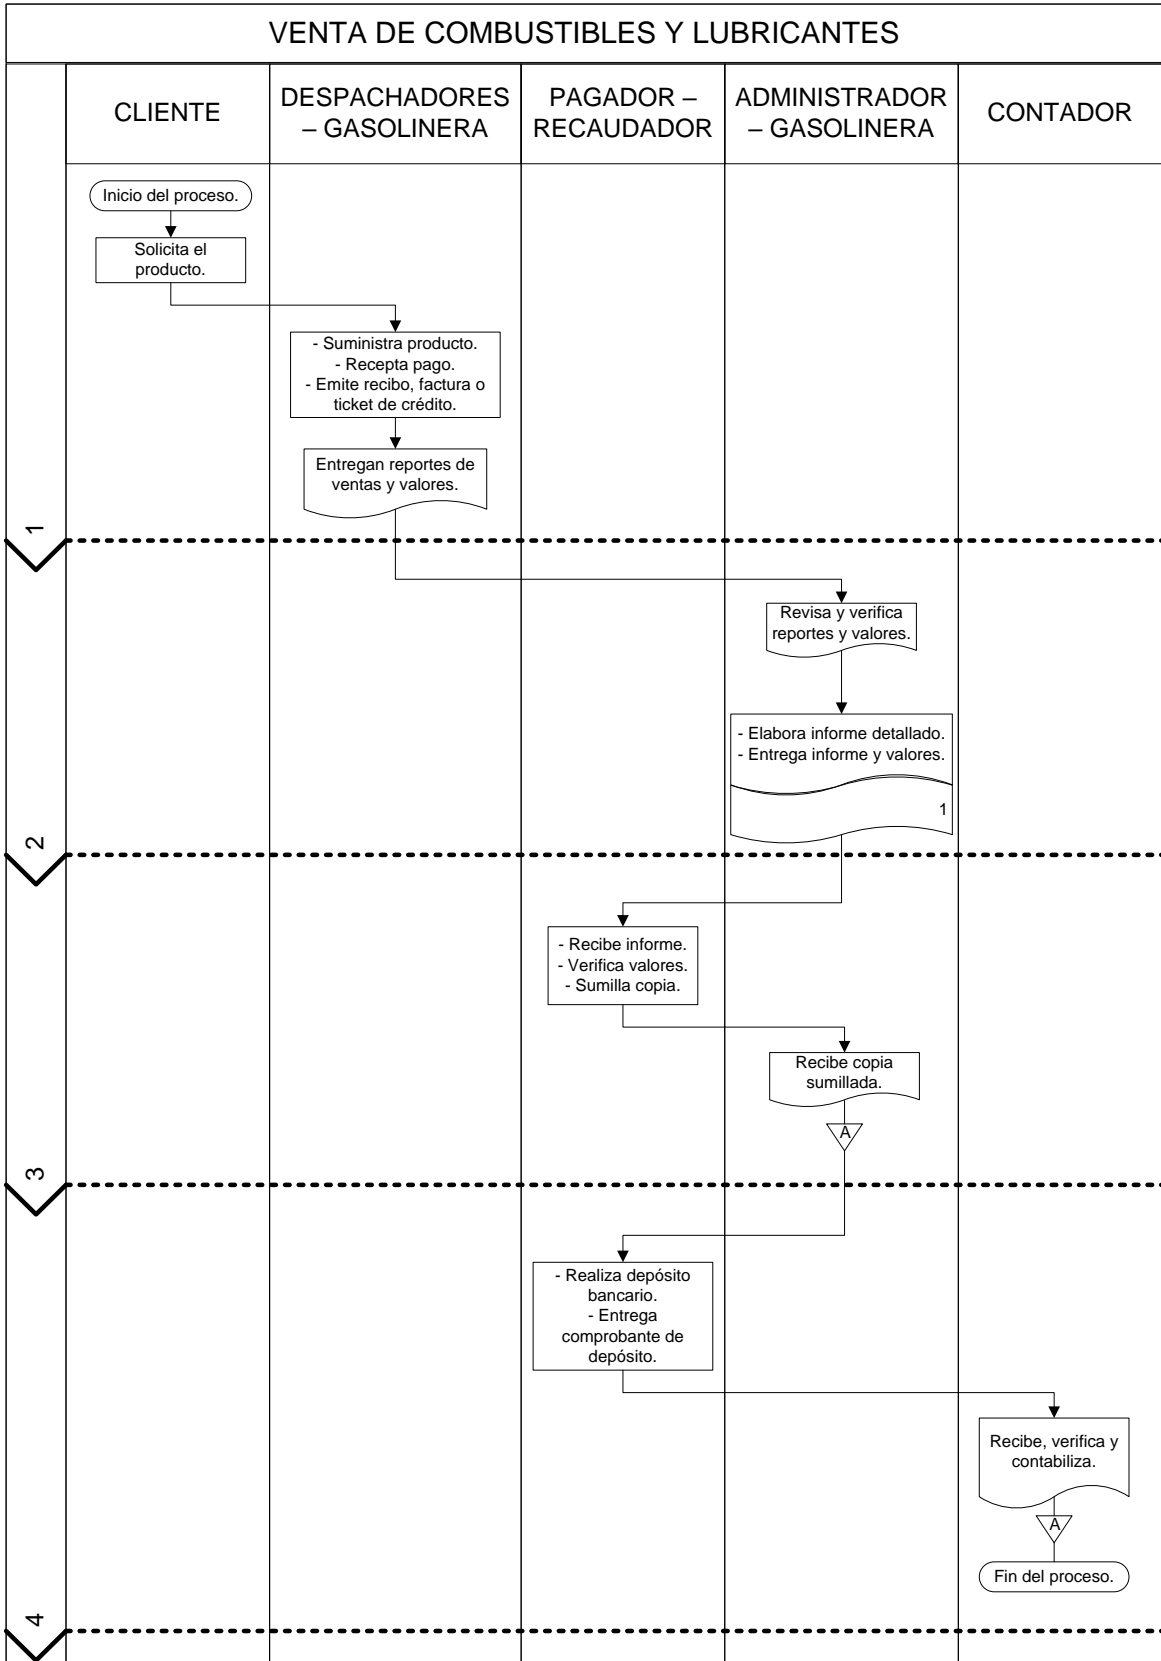 VENTA DE COMBUSTIBLES Y LUBRICANTES
CLIENTE
DESPACHADORES
– GASOLINERA
PAGADOR –
RECAUDADOR
ADMINISTRADOR
– GASOLINERA
CONTADOR
Inicio del proceso.
Solicita el
producto.
- Suministra producto.
- Recepta pago.
- Emite recibo, factura o
ticket de crédito.
Entregan reportes de
ventas y valores.
1
Revisa y verifica
reportes y valores.
- Elabora informe detallado.
- Entrega informe y valores.
1
2
- Recibe informe.
- Verifica valores.
- Sumilla copia.
Recibe copia
sumillada.
A
3
- Realiza depósito
bancario.
- Entrega
comprobante de
depósito.
Recibe, verifica y
contabiliza.
A
Fin del proceso.
4